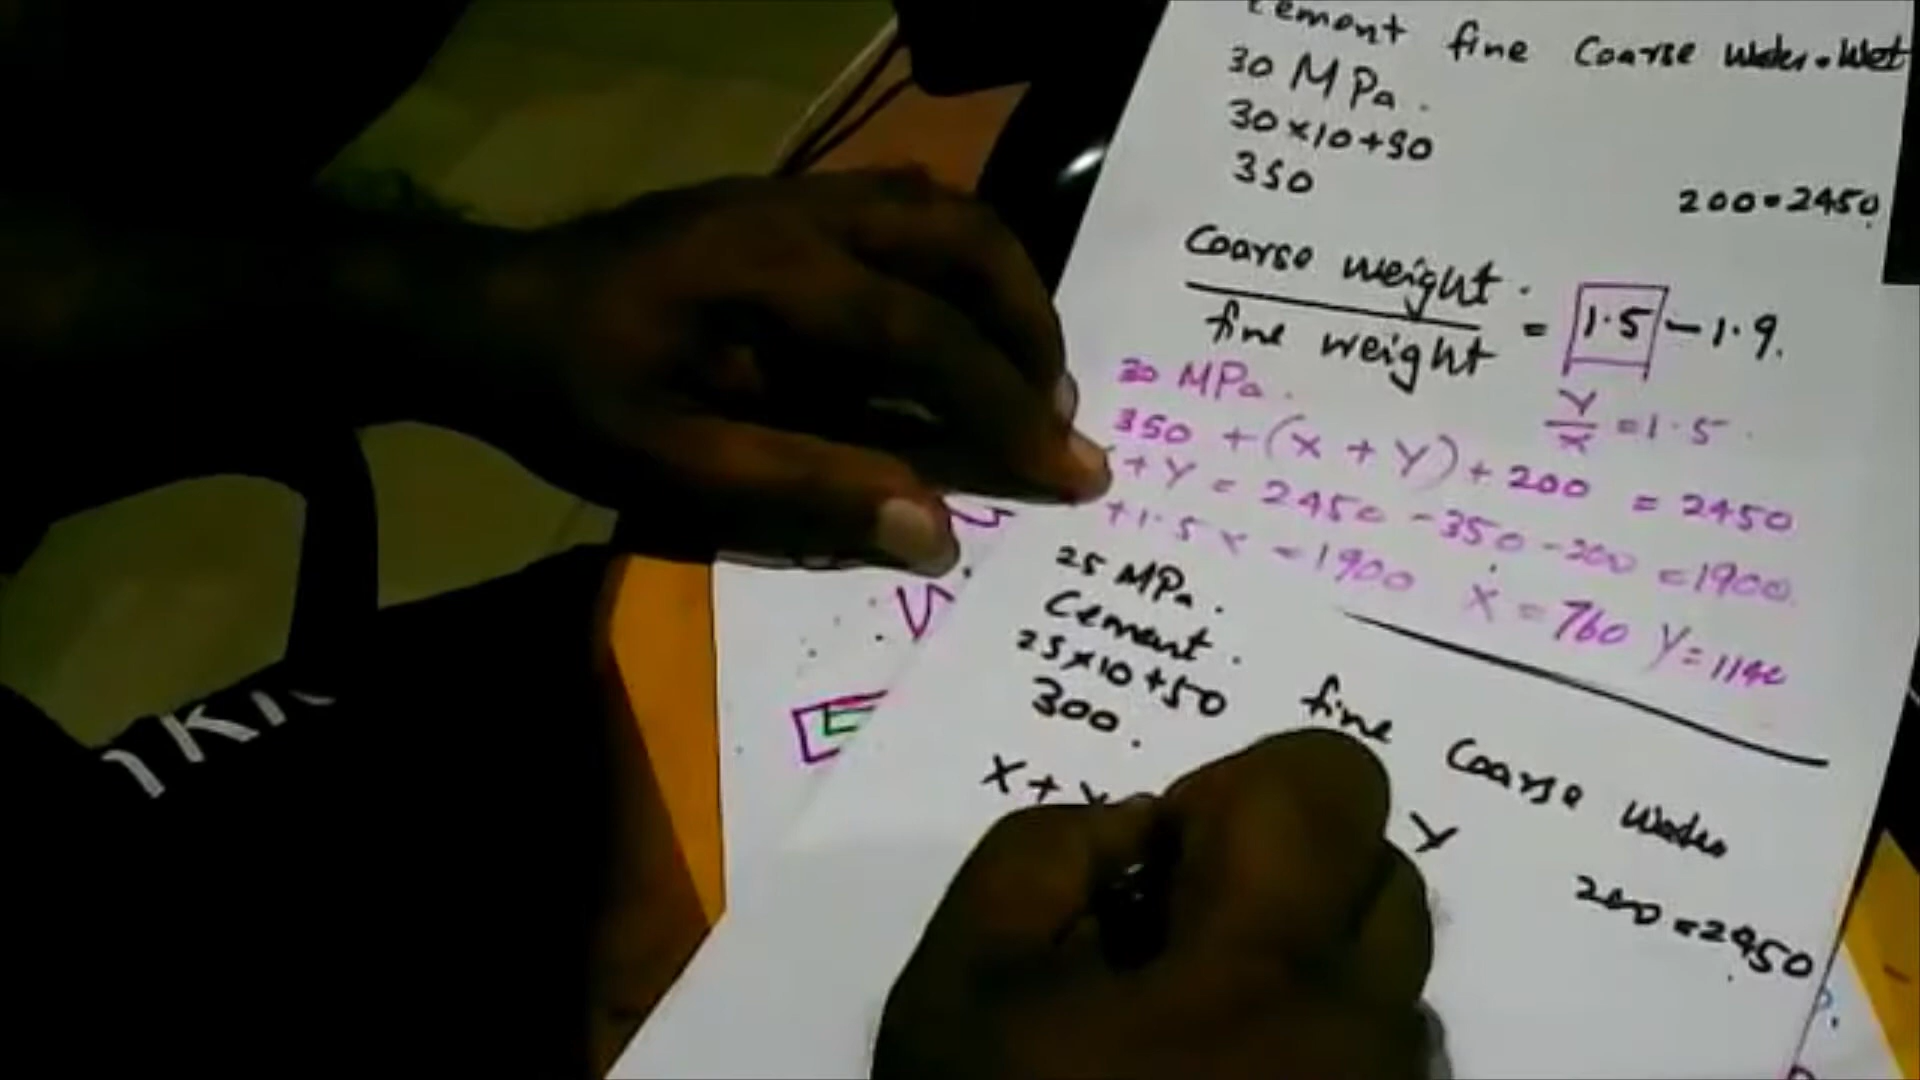 Cement fine Coarse Water = Wet
30 MPa.
30×10+50
350
200 = 2450
Coarse weight
fine weight
= 1.5 - 1.9.
Y
X
= 1.5
30 MPa.
350 + (X + Y) + 200 = 2450
+ Y = 2450 - 350 - 200 = 1900
+1.5 X = 1900 X = 760 Y = 1140
25 MPa.
Cement.
25×10+50
300.
fine Coarse Water
X + Y
Y
200 = 2450